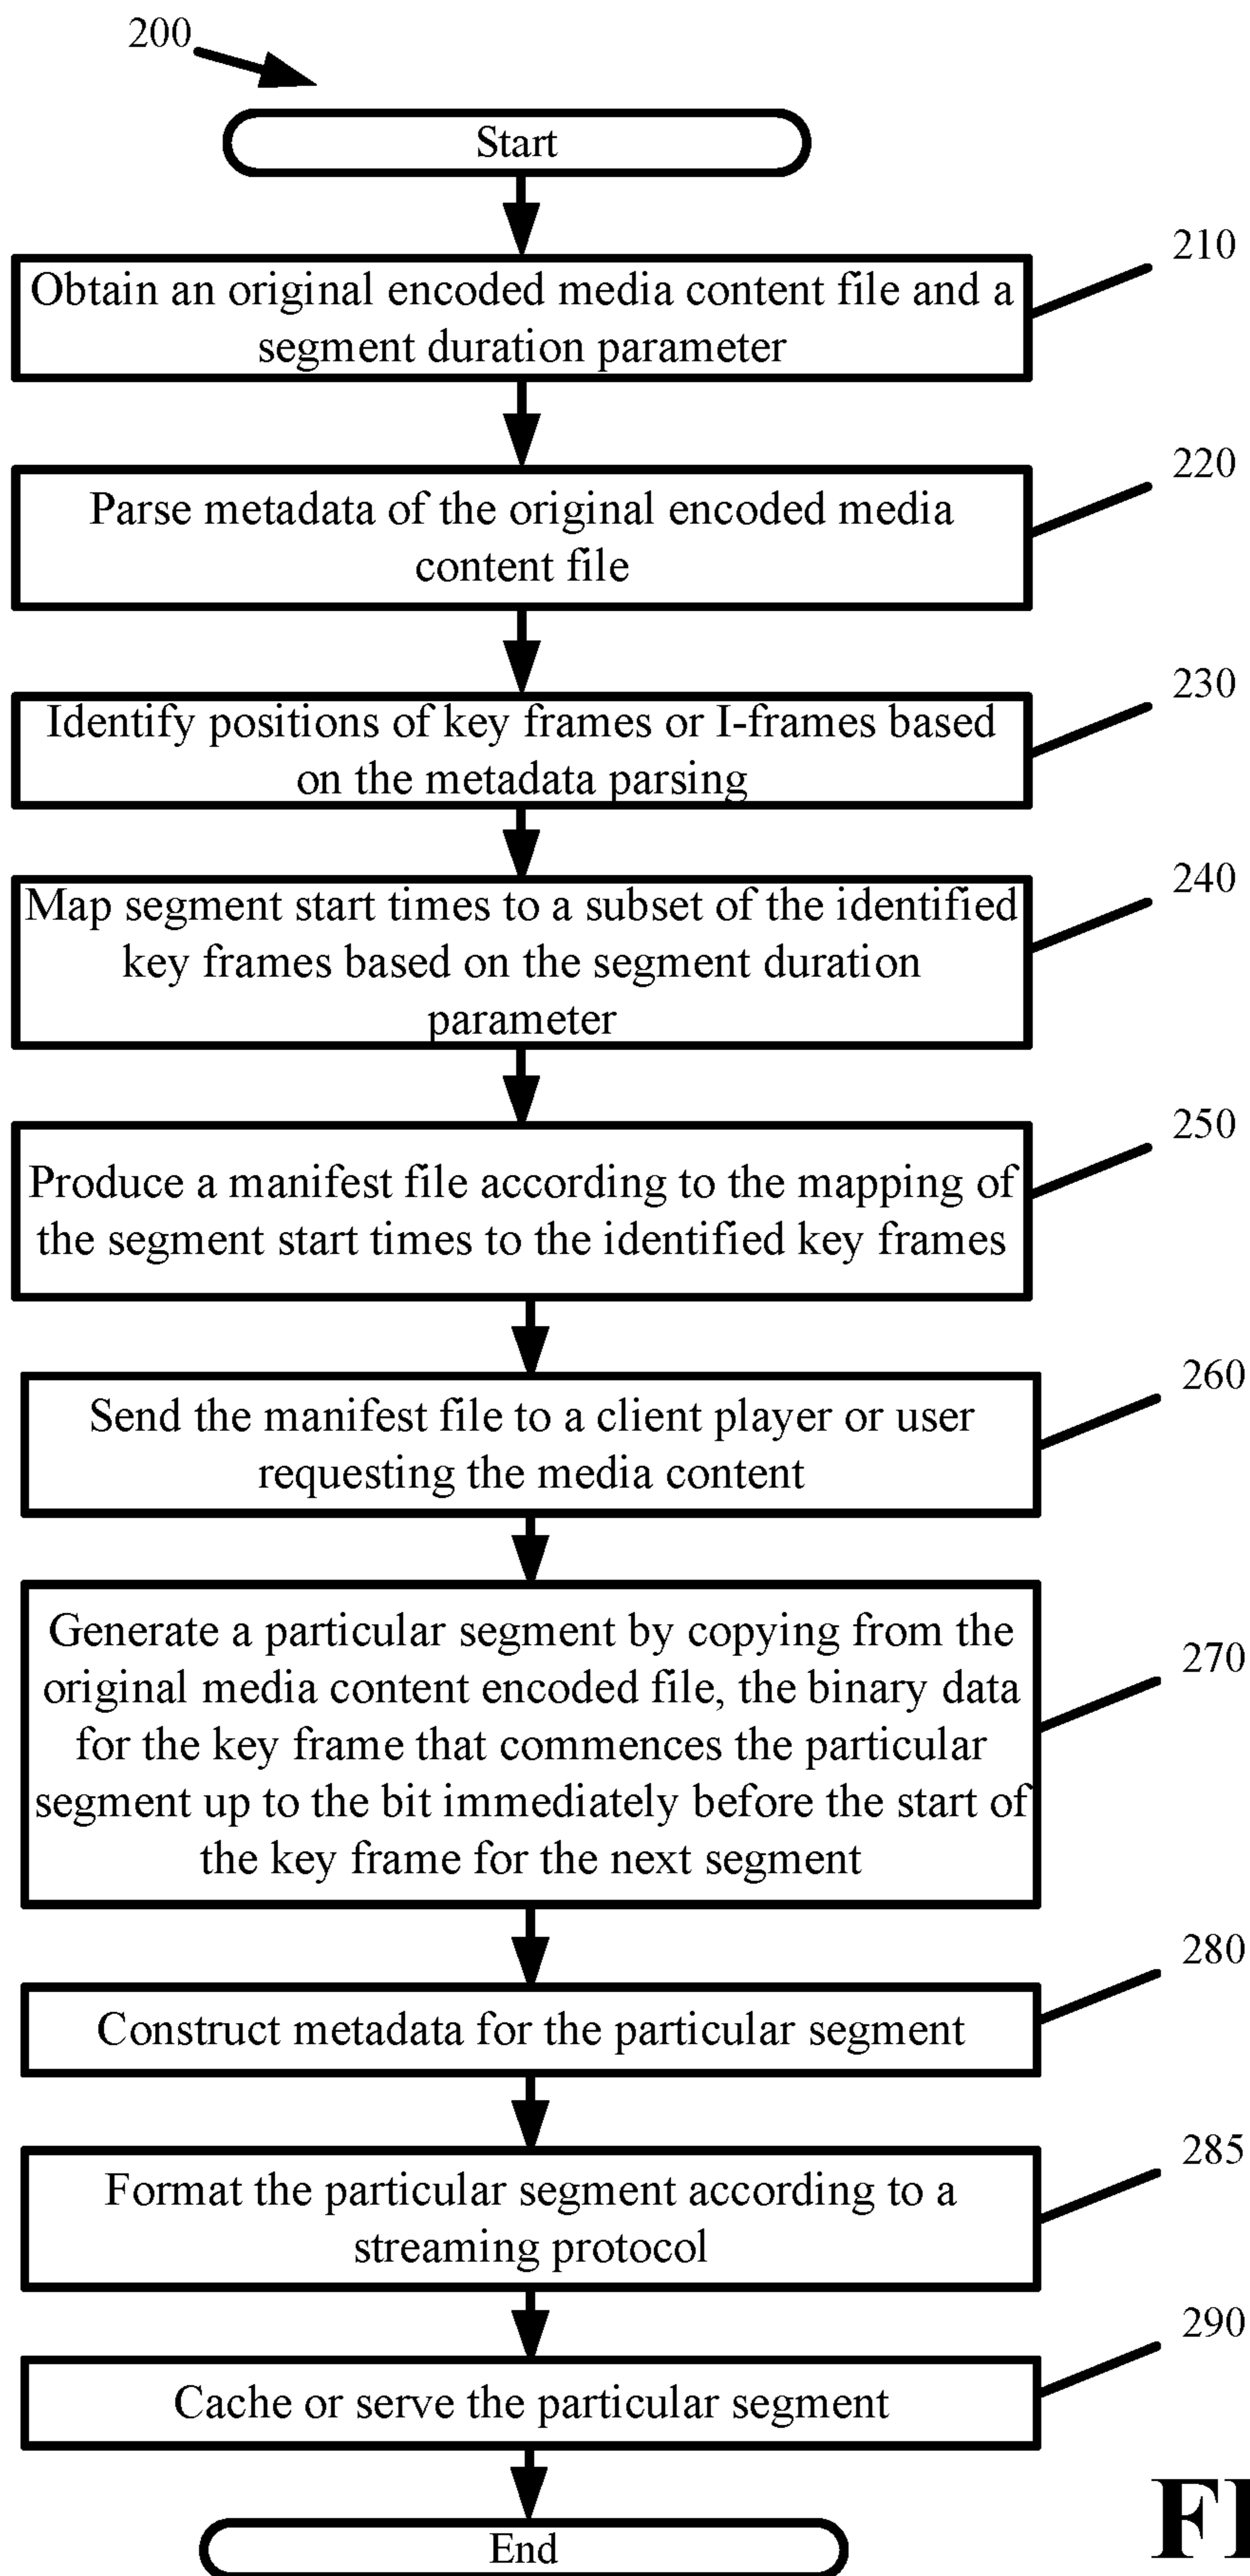 200
Start
210
Obtain an original encoded media content file and a
segment duration parameter
220
Parse metadata of the original encoded media
content file
230
Identify positions of key frames or I-frames based
on the metadata parsing
240
Map segment start times to a subset of the identified
key frames based on the segment duration
parameter
250
Produce a manifest file according to the mapping of
the segment start times to the identified key frames
260
Send the manifest file to a client player or user
requesting the media content
270
Generate a particular segment by copying from the
original media content encoded file, the binary data
for the key frame that commences the particular
segment up to the bit immediately before the start of
the key frame for the next segment
280
Construct metadata for the particular segment
285
Format the particular segment according to a
streaming protocol
290
Cache or serve the particular segment
End